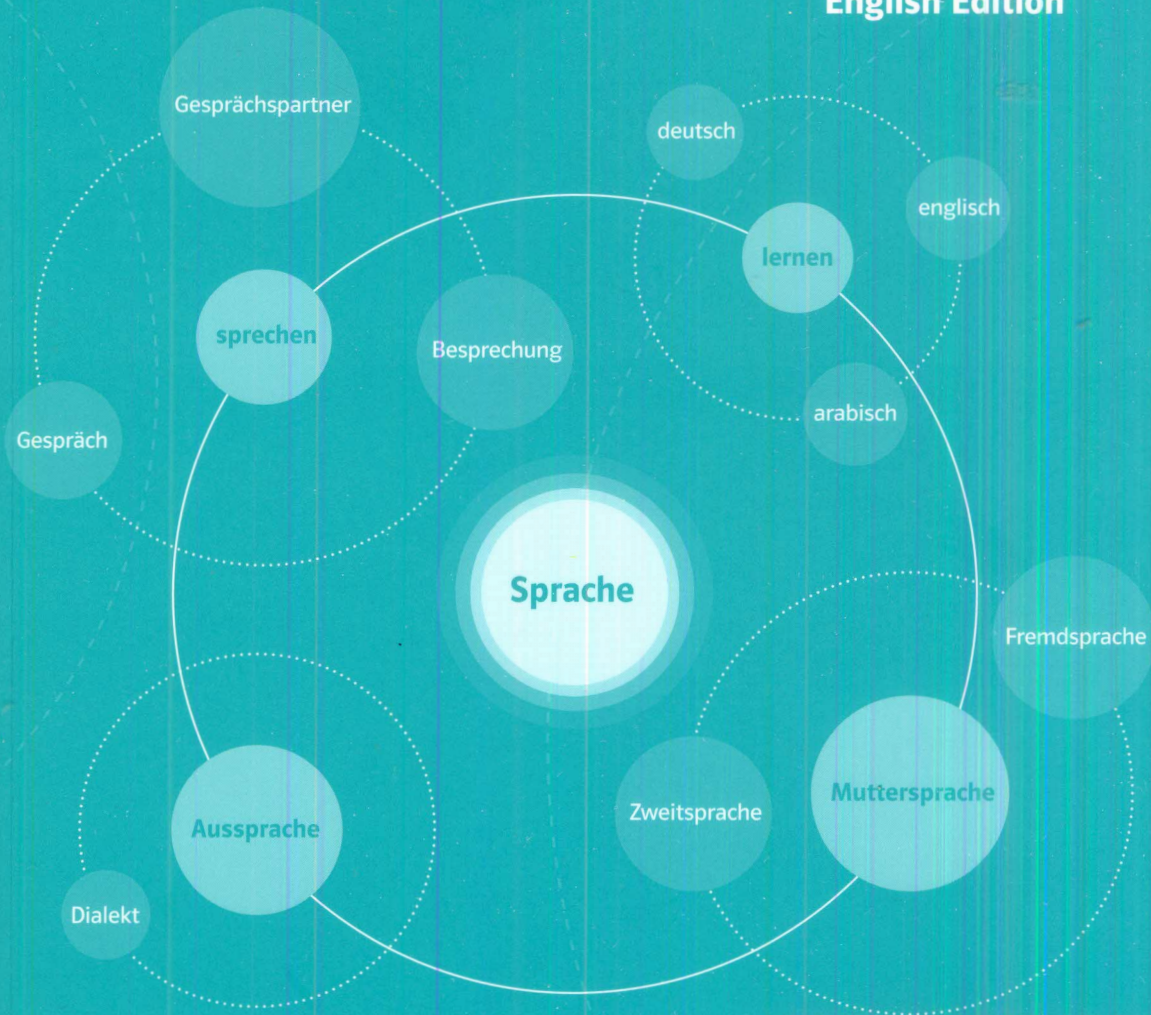 English Edition
Gesprächspartner
deutsch
englisch
lernen
sprechen
Besprechung
arabisch
Gespräch
Sprache
Fremdsprache
Muttersprache
Zweitsprache
Aussprache
Dialekt